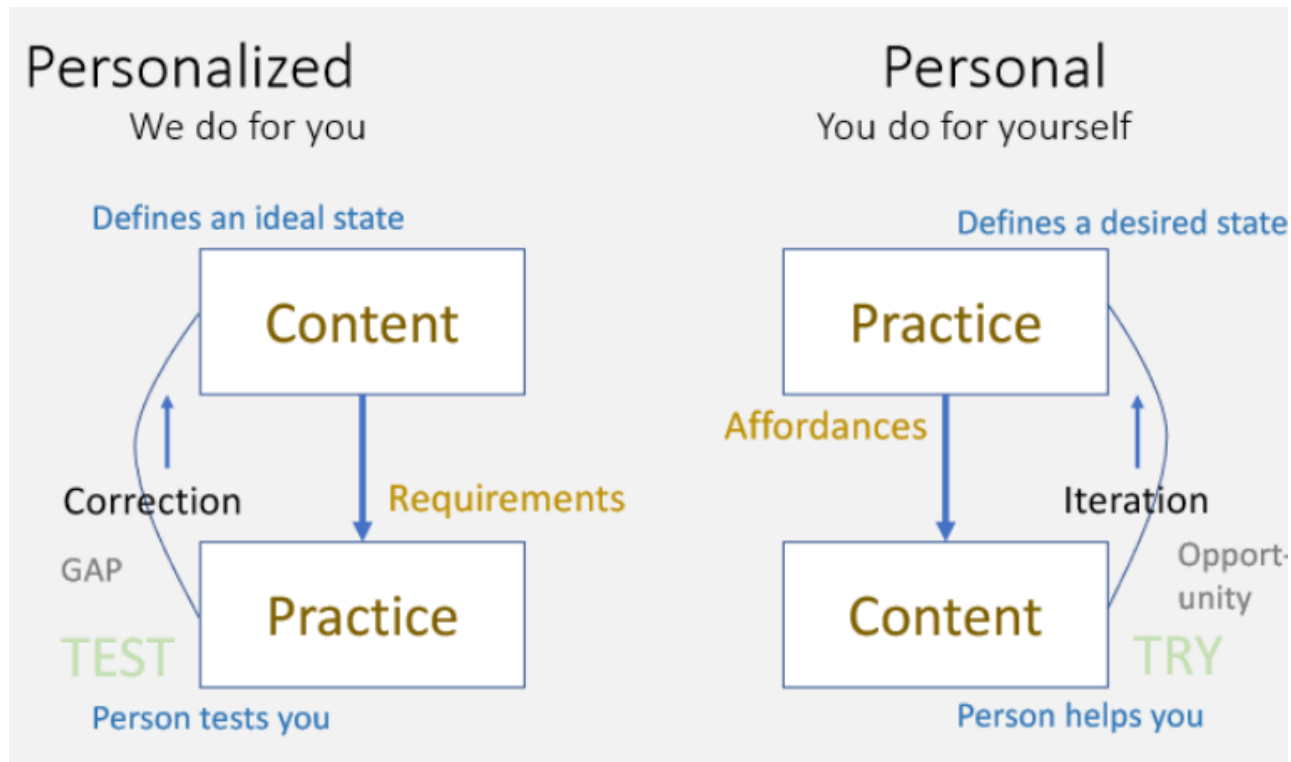 Personalized
We do for you
Defines an ideal state
Content
Correction
Requirements
GAP
Practice
TEST
Person tests you
Personal
You do for yourself
Defines a desired state
Practice
Affordances
Iteration
Opport-
unity
Content
TRY
Person helps you